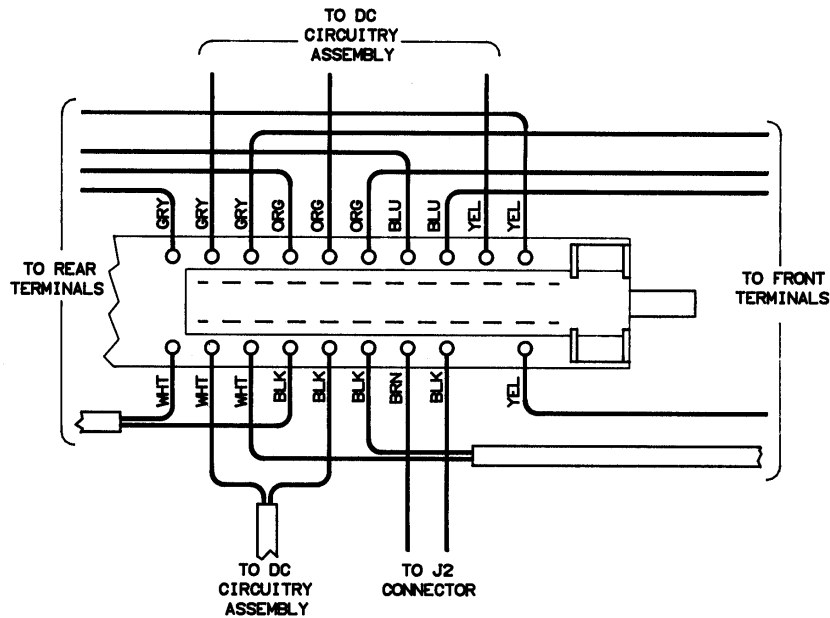 TO DC
CIRCUITRY
ASSEMBLY
GRY
GRY
GRY
ORG
ORG
ORG
BLU
BLU
YEL
YEL
TO REAR
TERMINALS
TO FRONT
TERMINALS
WHT
WHT
WHT
BLK
BLK
BLK
BRN
BLK
YEL
TO DC
CIRCUITRY
ASSEMBLY
TO J2
CONNECTOR